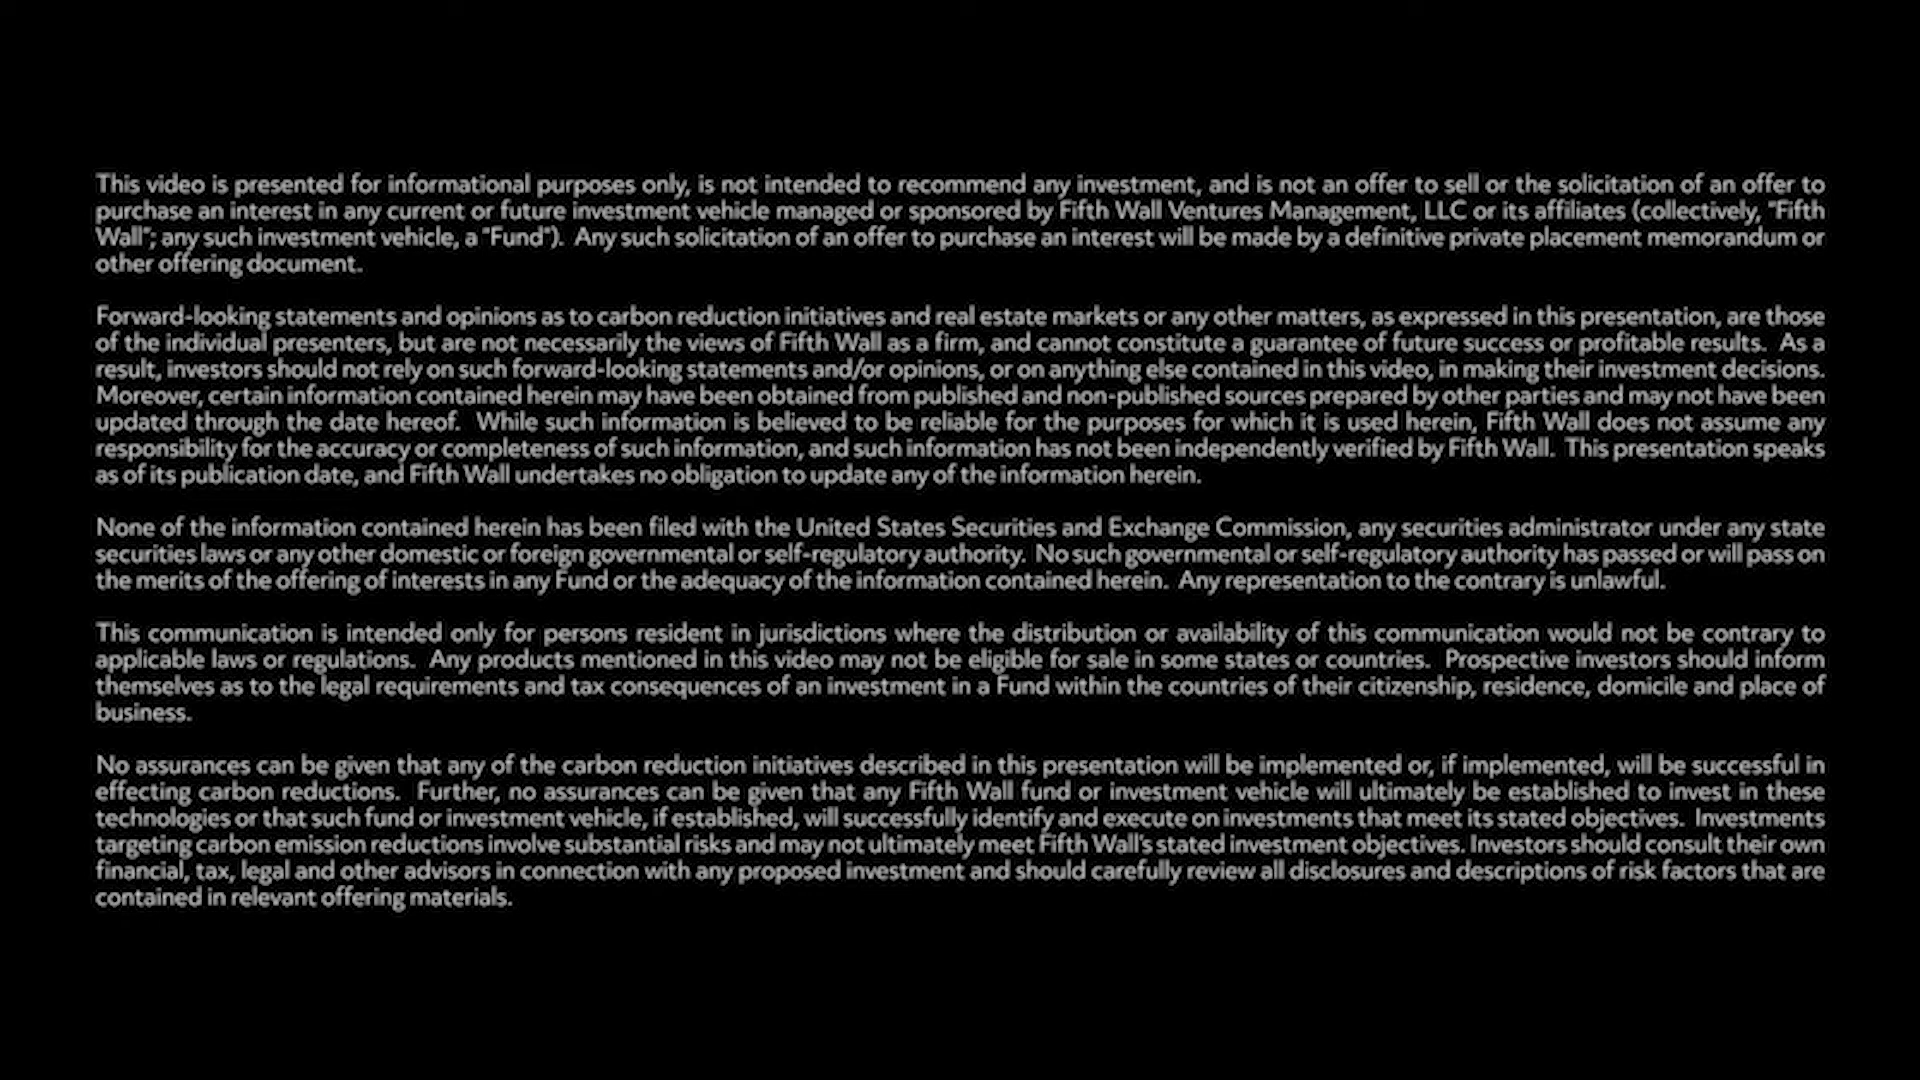 This video is presented for informational purposes only, is not intended to recommend any investment, and is not an offer to sell or the solicitation of an offer to
purchase an interest in any current or future investment vehicle managed or sponsored by Fifth Wall Ventures Management, LLC or its affiliates (collectively, "Fifth
Wall"; any such investment vehicle, a "Fund").  Any such solicitation of an offer to purchase an interest will be made by a definitive private placement memorandum or
other offering document.

Forward-looking statements and opinions as to carbon reduction initiatives and real estate markets or any other matters, as expressed in this presentation, are those
of the individual presenters, but are not necessarily the views of Fifth Wall as a firm, and cannot constitute a guarantee of future success or profitable results.  As a
result, investors should not rely on such forward-looking statements and/or opinions, or on anything else contained in this video, in making their investment decisions.
Moreover, certain information contained herein may have been obtained from published and non-published sources prepared by other parties and may not have been
updated through the date hereof.  While such information is believed to be reliable for the purposes for which it is used herein, Fifth Wall does not assume any
responsibility for the accuracy or completeness of such information, and such information has not been independently verified by Fifth Wall.  This presentation speaks
as of its publication date, and Fifth Wall undertakes no obligation to update any of the information herein.

None of the information contained herein has been filed with the United States Securities and Exchange Commission, any securities administrator under any state
securities laws or any other domestic or foreign governmental or self-regulatory authority.  No such governmental or self-regulatory authority has passed or will pass on
the merits of the offering of interests in any Fund or the adequacy of the information contained herein.  Any representation to the contrary is unlawful.

This communication is intended only for persons resident in jurisdictions where the distribution or availability of this communication would not be contrary to
applicable laws or regulations.  Any products mentioned in this video may not be eligible for sale in some states or countries.  Prospective investors should inform
themselves as to the legal requirements and tax consequences of an investment in a Fund within the countries of their citizenship, residence, domicile and place of
business.

No assurances can be given that any of the carbon reduction initiatives described in this presentation will be implemented or, if implemented, will be successful in
effecting carbon reductions.  Further, no assurances can be given that any Fifth Wall fund or investment vehicle will ultimately be established to invest in these
technologies or that such fund or investment vehicle, if established, will successfully identify and execute on investments that meet its stated objectives.  Investments
targeting carbon emission reductions involve substantial risks and may not ultimately meet Fifth Wall's stated investment objectives. Investors should consult their own
financial, tax, legal and other advisors in connection with any proposed investment and should carefully review all disclosures and descriptions of risk factors that are
contained in relevant offering materials.